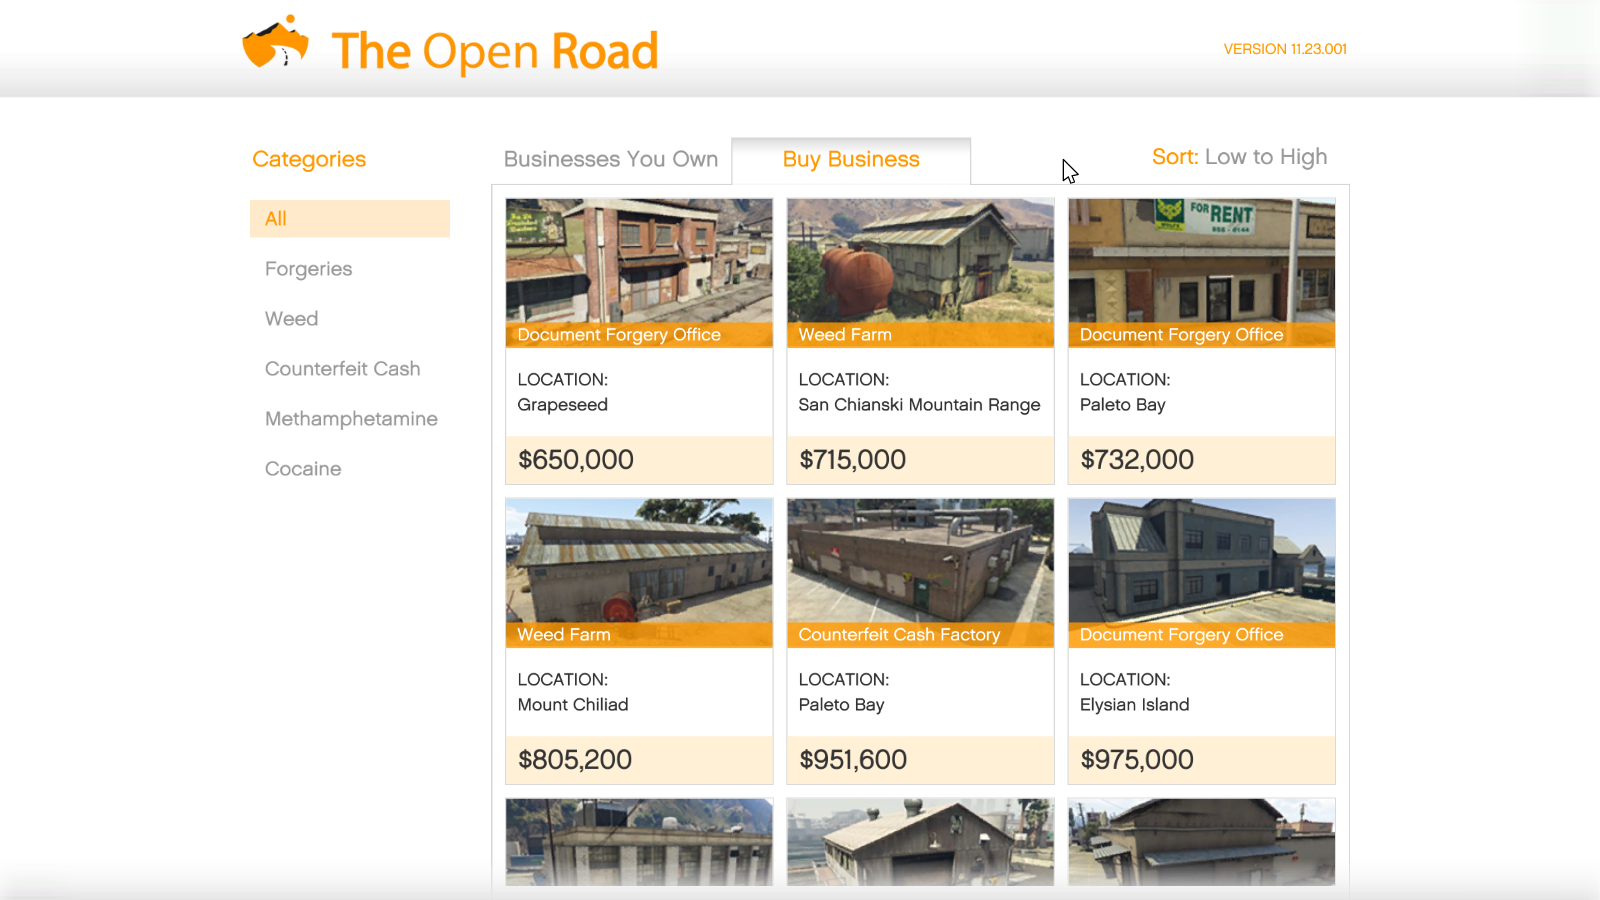 The Open Road
VERSION 11.23.001
Categories
All
Forgeries
Weed
Counterfeit Cash
Methamphetamine
Cocaine
Businesses You Own
Buy Business
Sort: Low to High
FOR RENT
Document Forgery Office
LOCATION:
Grapeseed
$650,000
Weed Farm
LOCATION:
San Chianski Mountain Range
$715,000
Document Forgery Office
LOCATION:
Paleto Bay
$732,000
Weed Farm
LOCATION:
Mount Chiliad
$805,200
Counterfeit Cash Factory
LOCATION:
Paleto Bay
$951,600
Document Forgery Office
LOCATION:
Elysian Island
$975,000